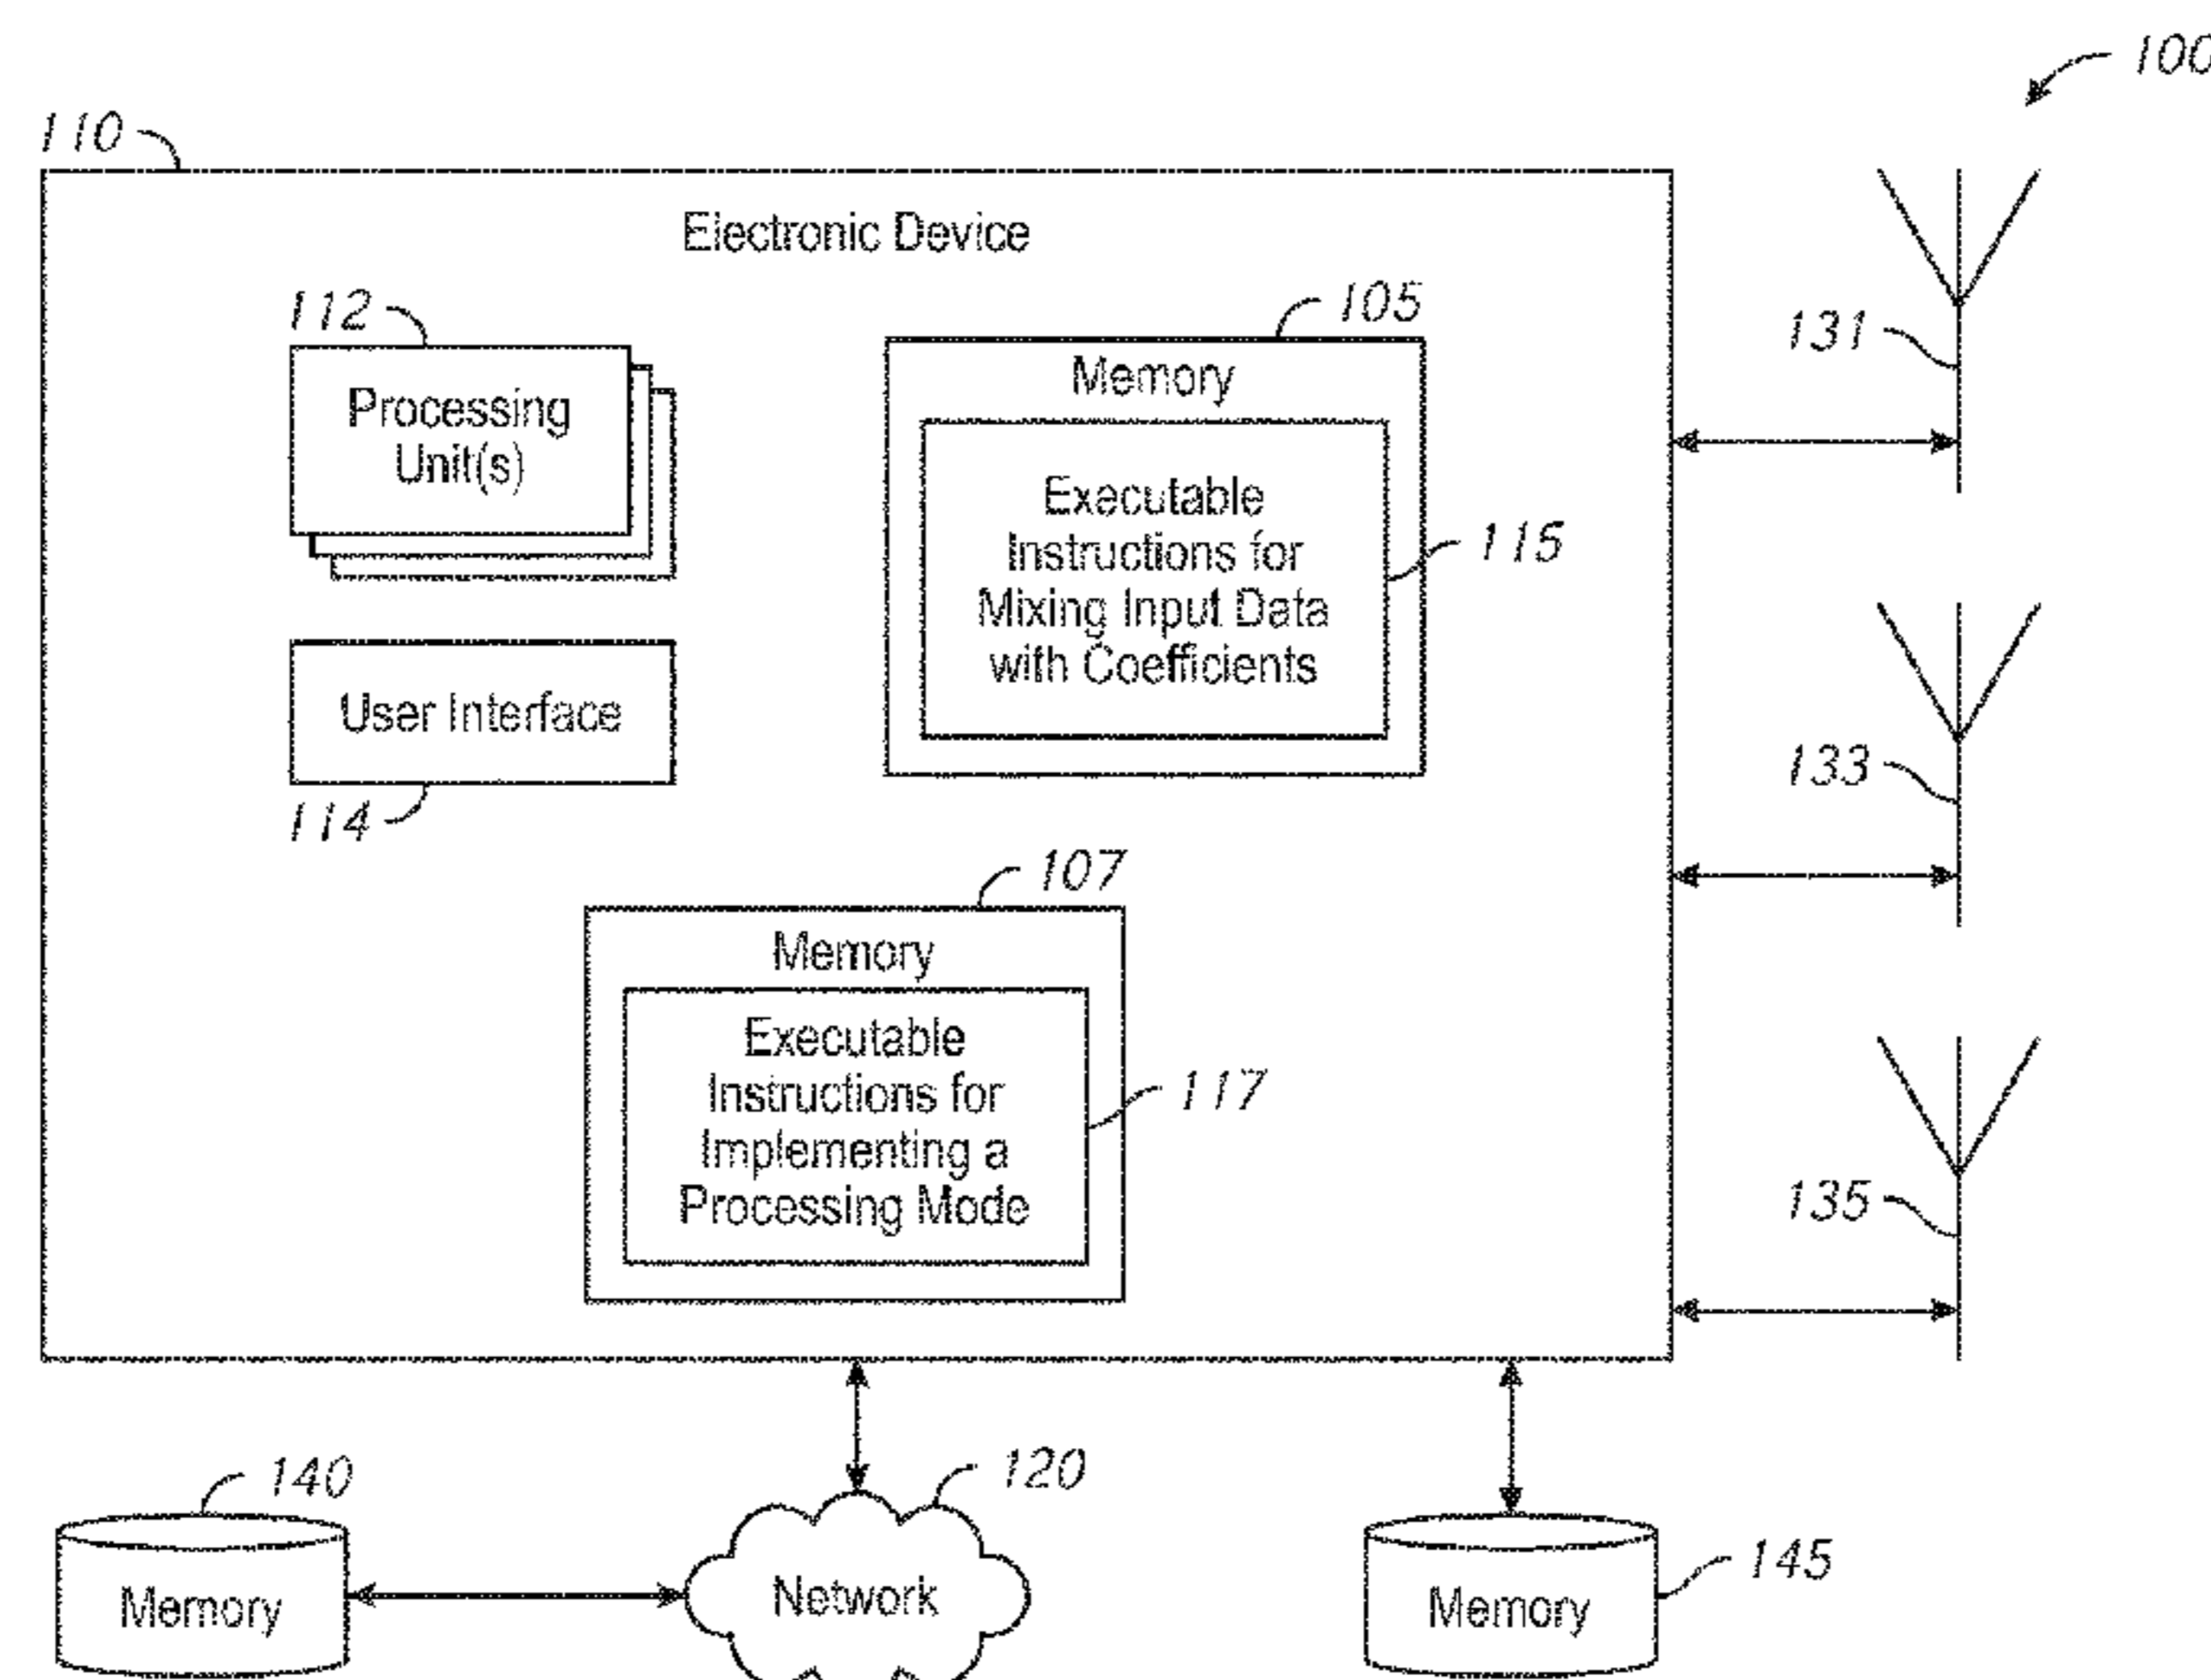 100
110
Electronic Device
112
Processing
Unit(s)
105
Memory
Executable
Instructions for
Mixing Input Data
with Coefficients
115
131
User Interface
114
133
107
Memory
Executable
Instructions for
Implementing a
Processing Mode
117
135
140
Memory
120
Network
145
Memory